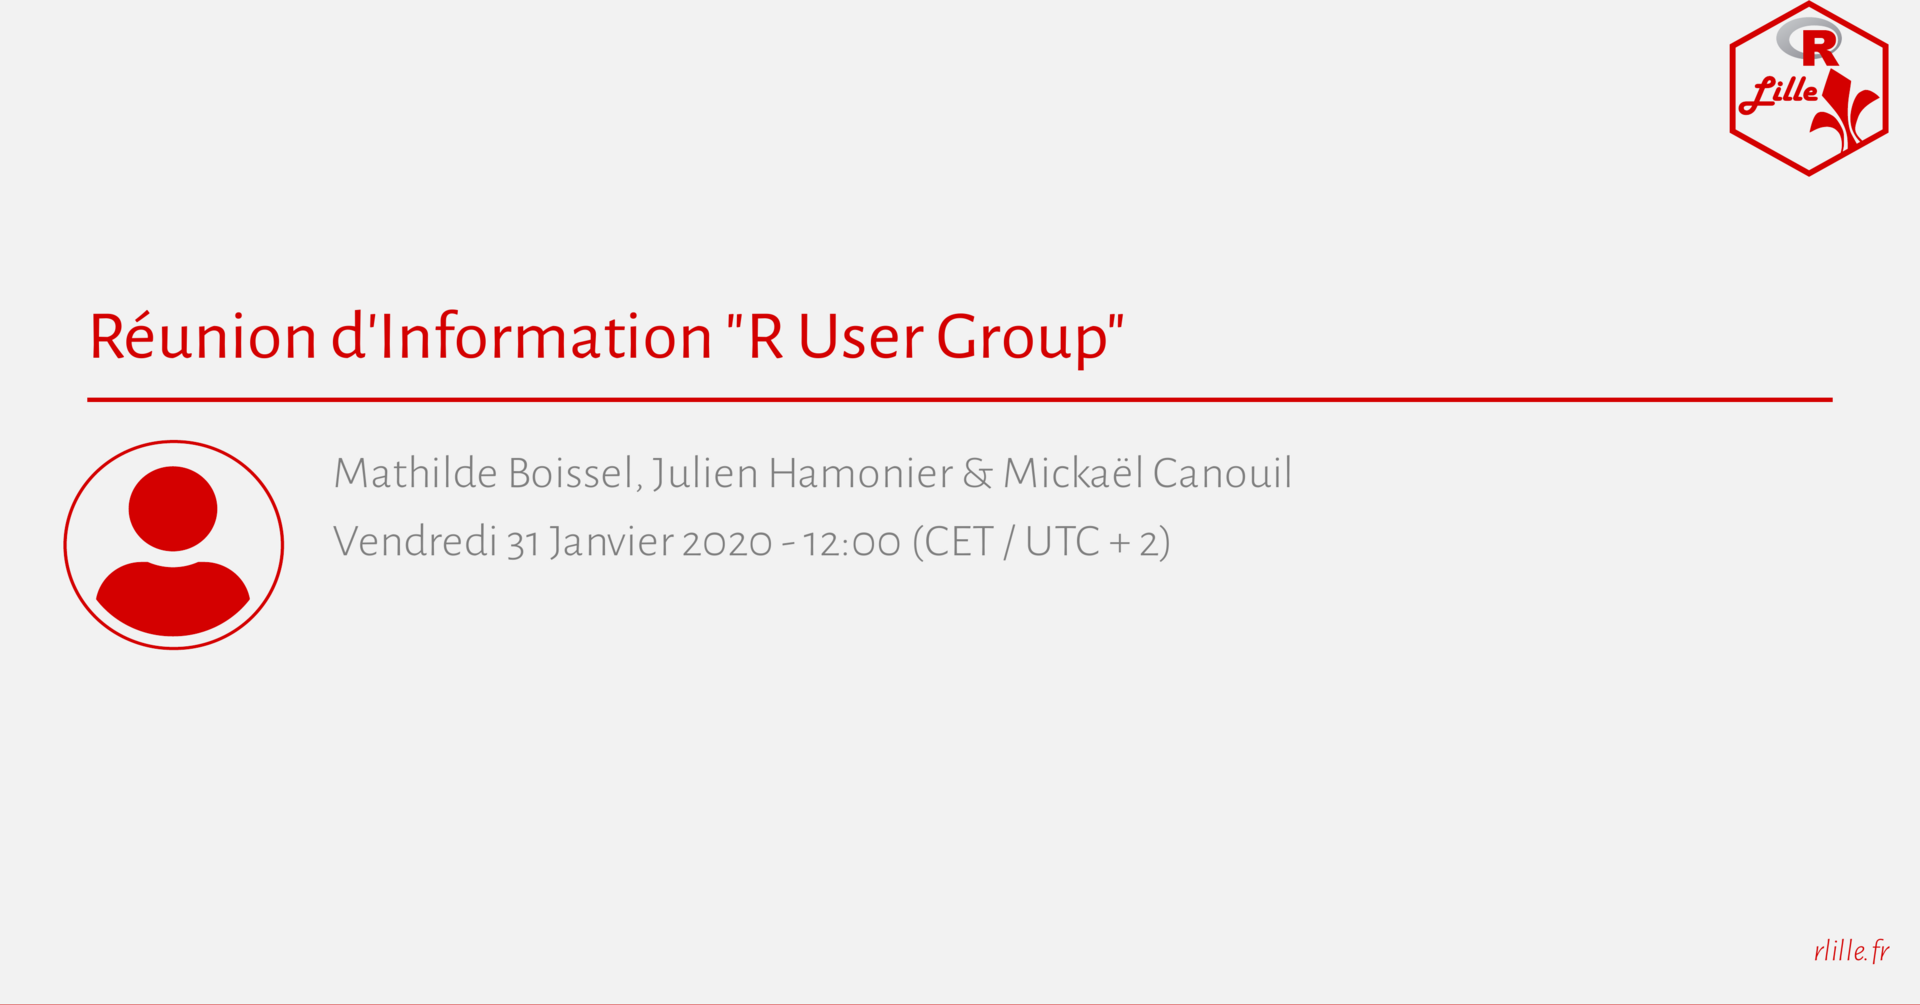 R
Lille
Réunion d'Information "R User Group"
Mathilde Boissel, Julien Hamonier & Mickaël Canouil
Vendredi 31 Janvier 2020 - 12:00 (CET / UTC + 2)
rlille.fr